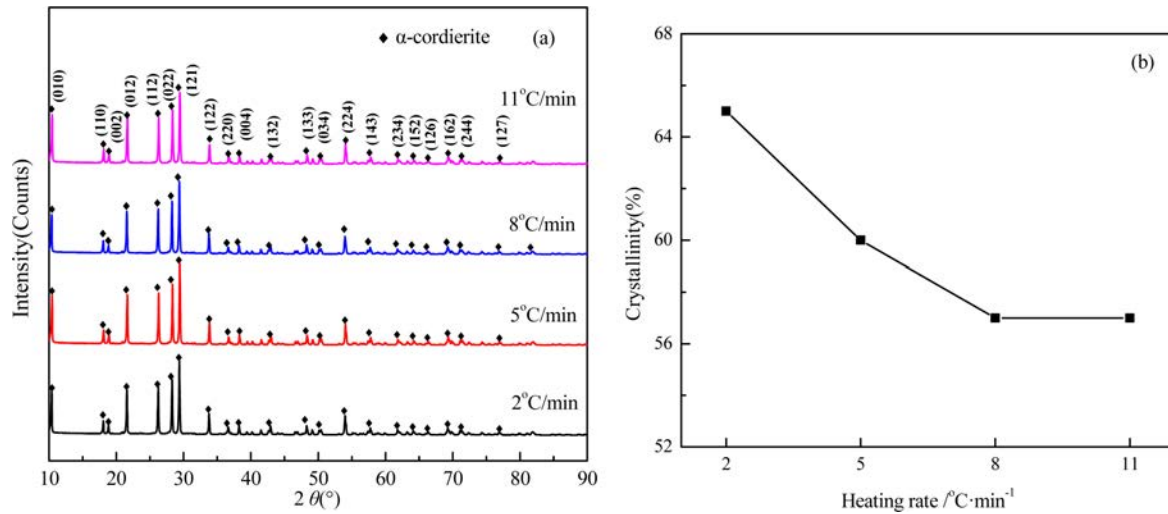 ♦ α-cordierite
(a)
(010)
(110)
(002)
(012)
(112)
(022)
(121)
(122)
(220)
(004)
(132)
(133)
(034)
(224)
(143)
(234)
(152)
(126)
(162)
(244)
(127)
11°C/min
8°C/min
5°C/min
2°C/min
Intensity(Counts)
10 20 30 40 50 60 70 80 90
2 θ(°)
(b)
68
64
60
56
52
Crystallinity(%)
2 5 8 11
Heating rate /°C·min⁻¹